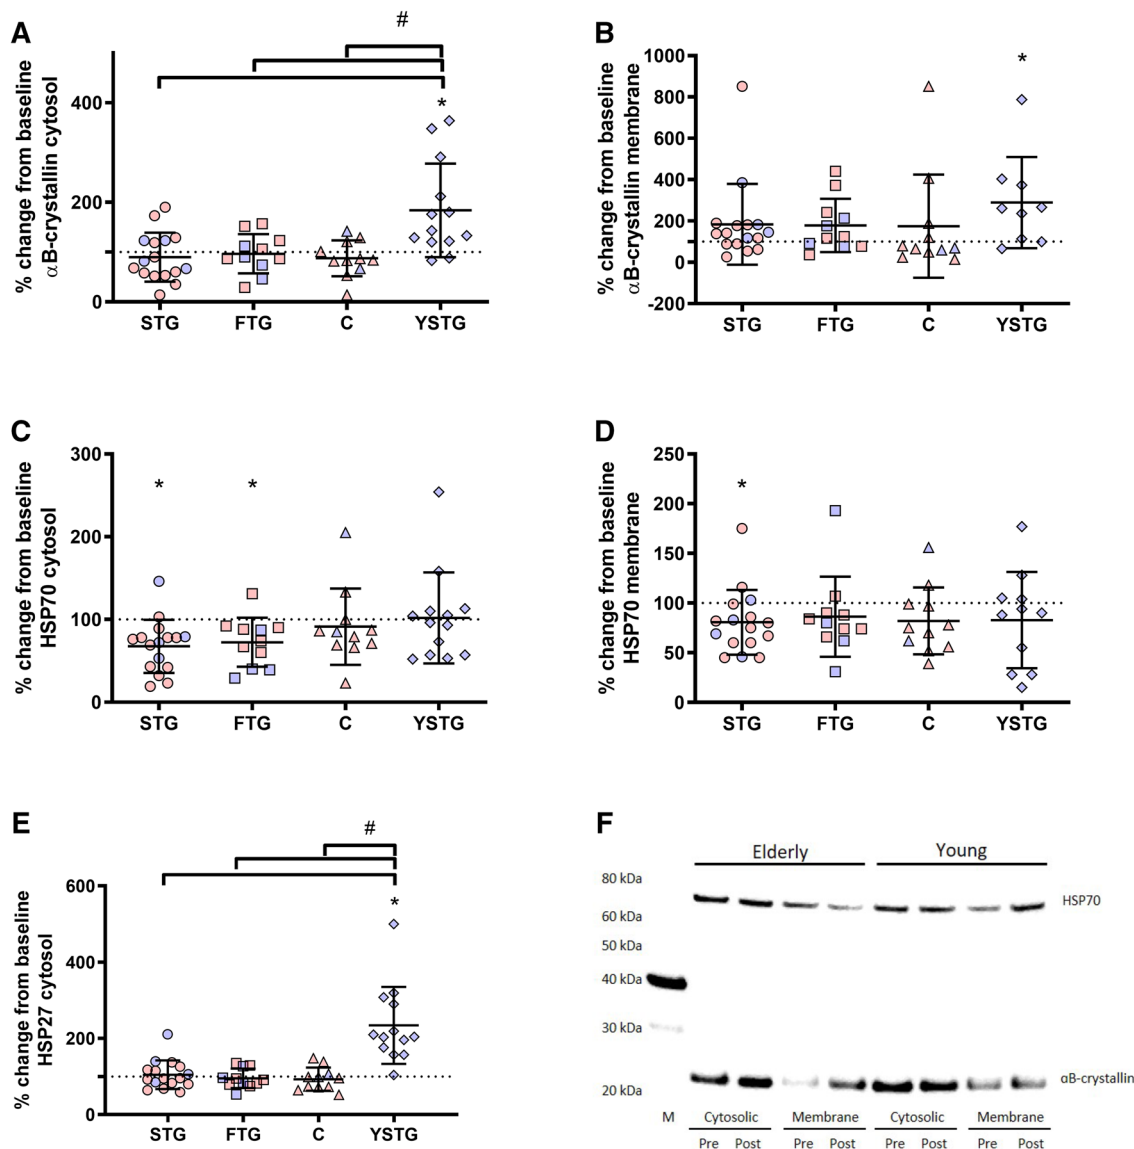 A
#
% change from baseline
αB-crystallin cytosol
400
200
0
*
STG FTG C YSTG
B
% change from baseline
αB-crystallin membrane
1000
800
600
400
200
0
-200
*
STG FTG C YSTG
C
% change from baseline
HSP70 cytosol
300
200
100
0
* *
STG FTG C YSTG
D
% change from baseline
HSP70 membrane
250
200
150
100
50
0
*
STG FTG C YSTG
E
#
% change from baseline
HSP27 cytosol
600
400
200
0
*
STG FTG C YSTG
F
Elderly Young
80 kDa
HSP70
60 kDa
50 kDa
40 kDa
30 kDa
20 kDa
αB-crystallin
M Cytosolic Membrane Cytosolic Membrane
Pre Post Pre Post Pre Post Pre Post